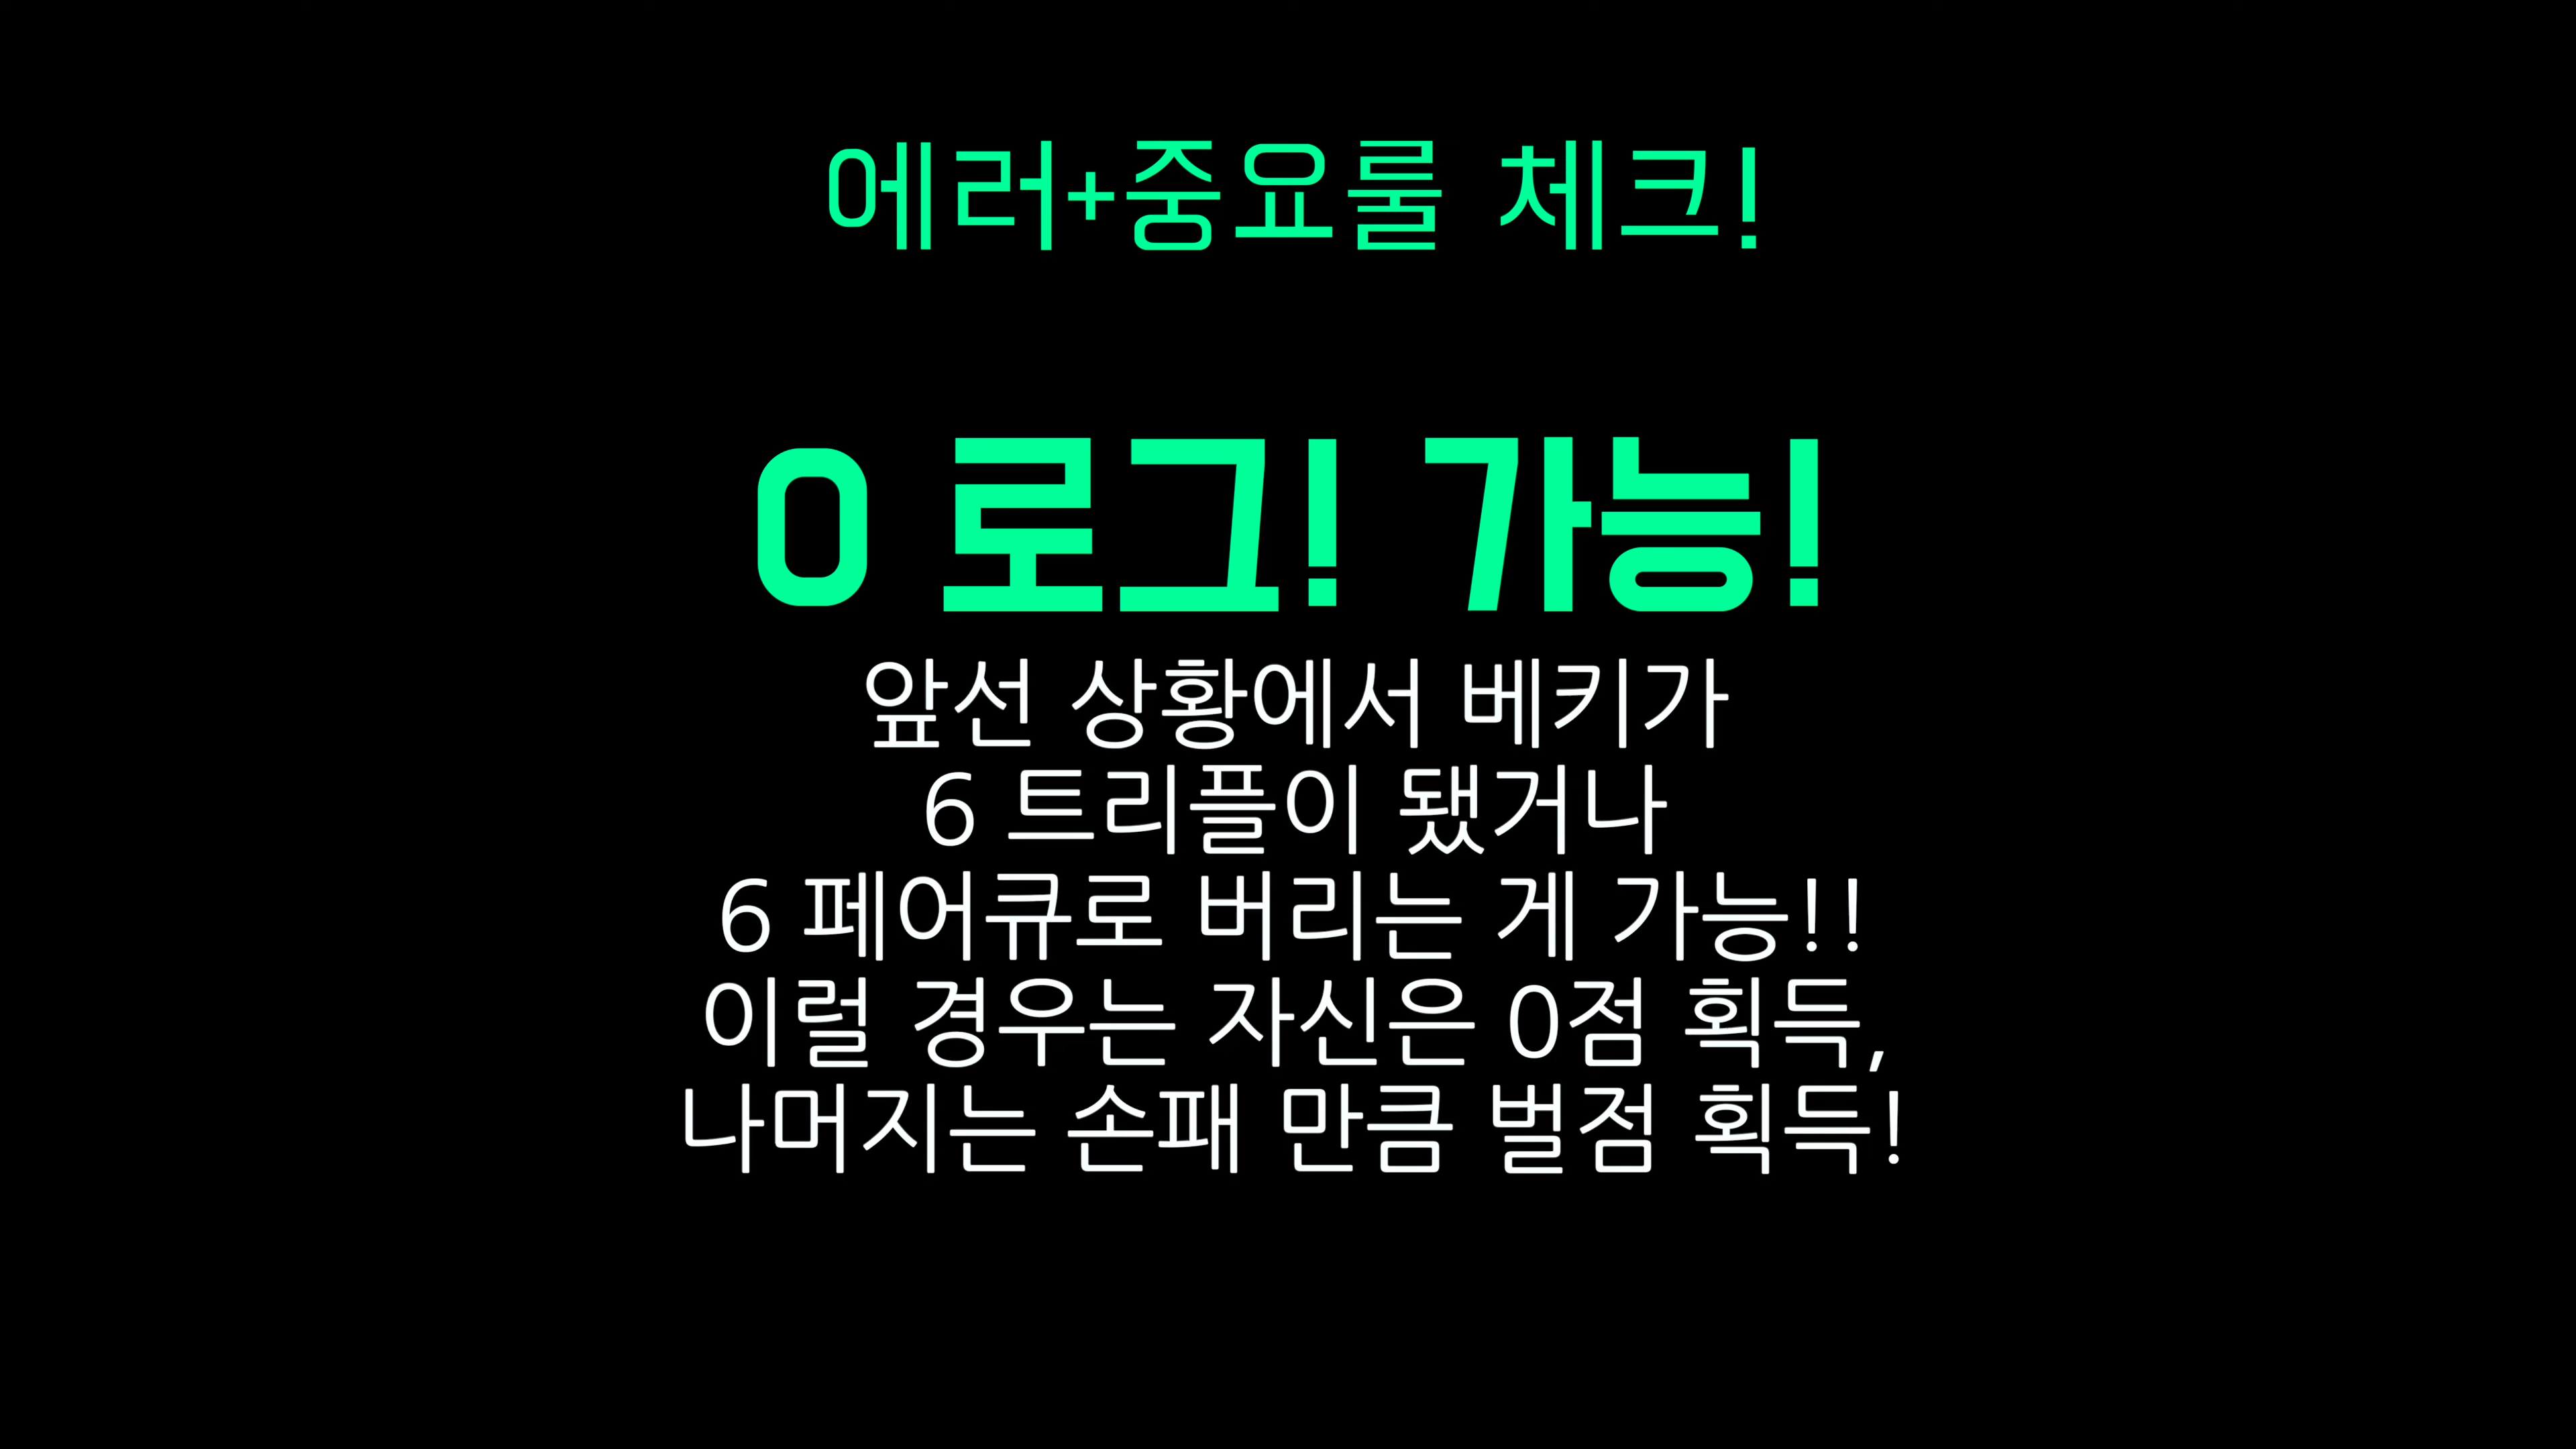 에러+중요룰 체크!
0 로그! 가능!
앞선 상황에서 베키가
6 트리플이 됐거나
6 페어큐로 버리는 게 가능!!
이럴 경우는 자신은 0점 획득,
나머지는 손패 만큼 벌점 획득!